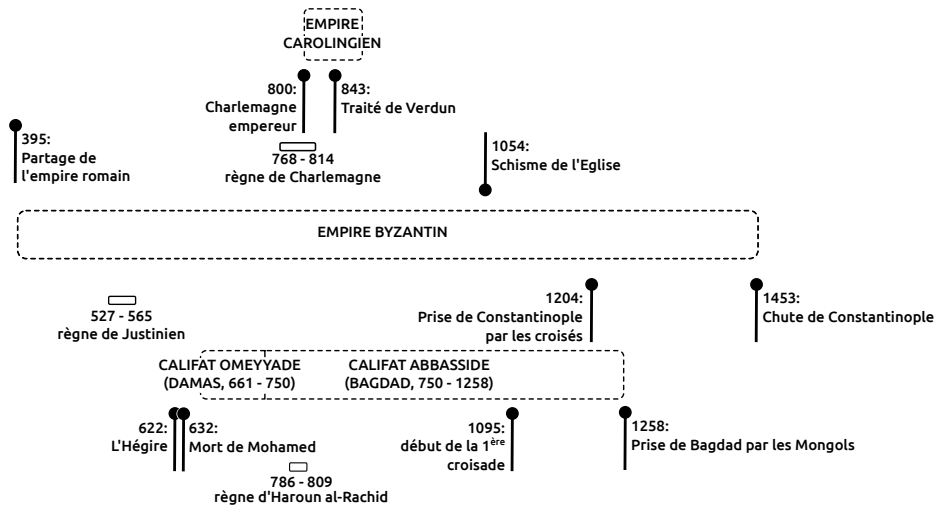 EMPIRE
CAROLINGIEN
800:
Charlemagne
empereur
843:
Traité de Verdun
395:
Partage de
l'empire romain
768 - 814
règne de Charlemagne
1054:
Schisme de l'Eglise
EMPIRE BYZANTIN
527 - 565
règne de Justinien
1204:
Prise de Constantinople
par les croisés
1453:
Chute de Constantinople
CALIFAT OMEYYADE
(DAMAS, 661 - 750)
CALIFAT ABBASSIDE
(BAGDAD, 750 - 1258)
622:
L'Hégire
632:
Mort de Mohamed
1095:
début de la 1ère
croisade
1258:
Prise de Bagdad par les Mongols
786 - 809
règne d'Haroun al-Rachid